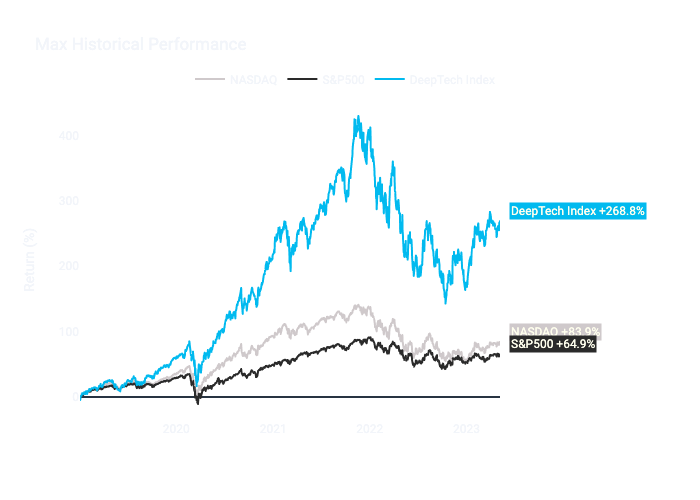 Max Historical Performance
NASDAQ S&P500 DeepTech Index
400
300
200
100
Return (%)
DeepTech Index +268.8%
NASDAQ +83.9%
S&P500 +64.9%
2020 2021 2022 2023